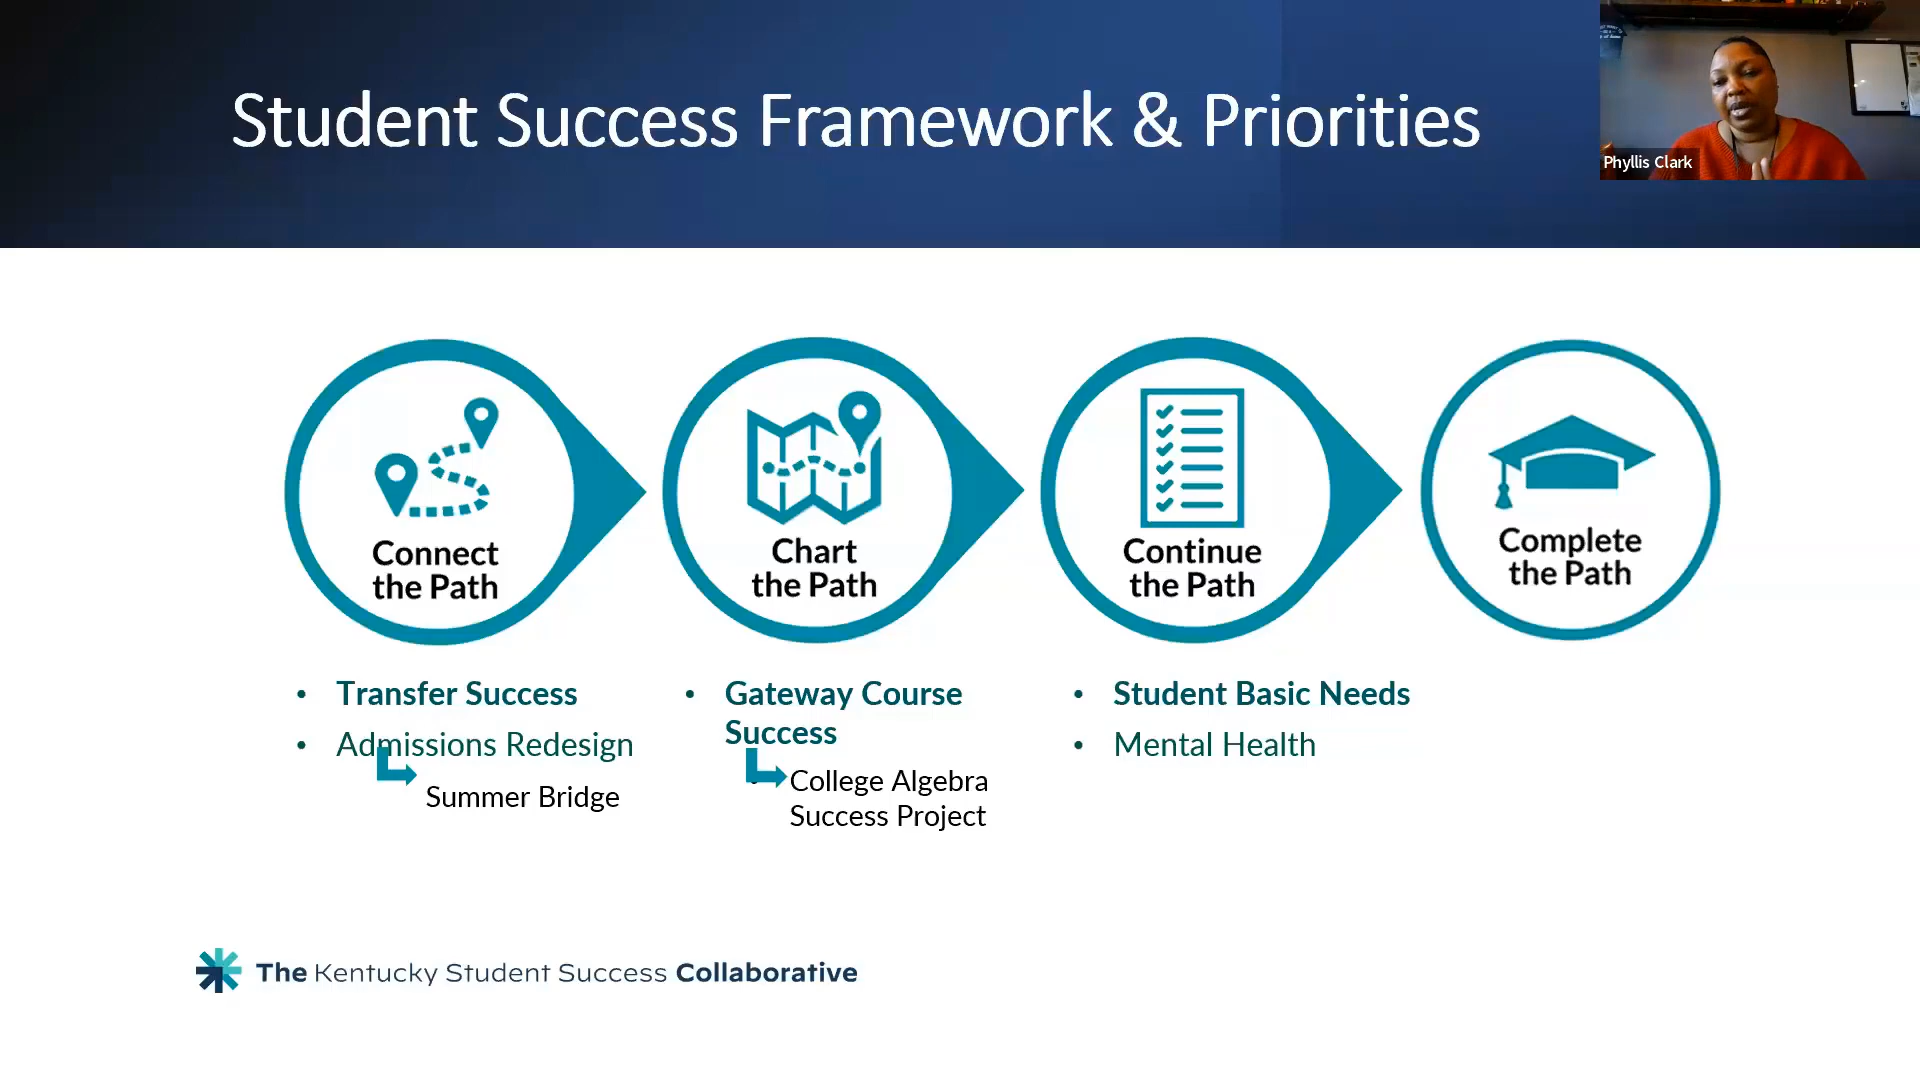 Student Success Framework & Priorities
Phyllis Clark
Connect
the Path
Chart
the Path
Continue
the Path
Complete
the Path
• Transfer Success
• Admissions Redesign
Summer Bridge
• Gateway Course
Success
• College Algebra
Success Project
• Student Basic Needs
• Mental Health
The Kentucky Student Success Collaborative